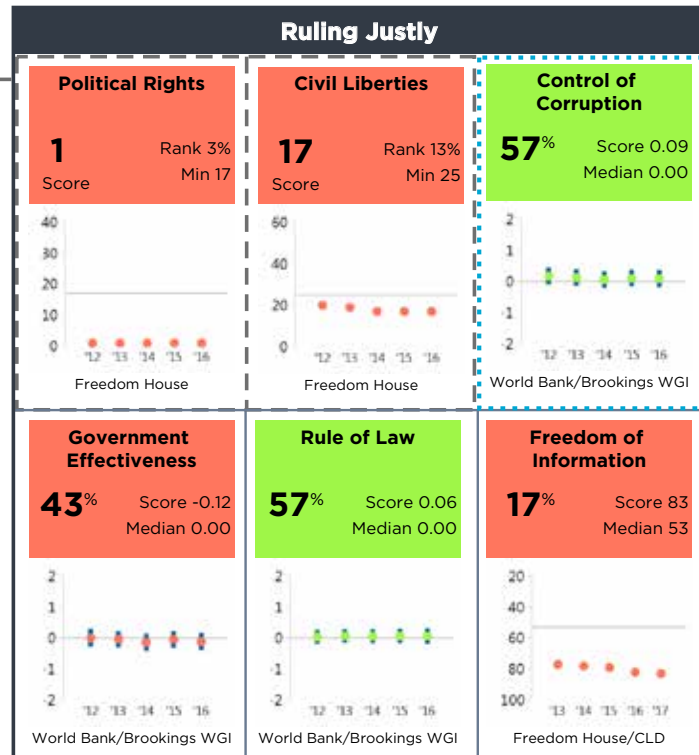 Ruling Justly
Political Rights
1
Score
Rank 3%
Min 17
40
30
20
10
0
'12 '13 '14 '15 '16
Freedom House
Civil Liberties
17
Score
Rank 13%
Min 25
60
40
20
0
'12 '13 '14 '15 '16
Freedom House
Control of
Corruption
57%
Score 0.09
Median 0.00
2
1
0
-1
-2
'12 '13 '14 '15 '16
World Bank/Brookings WGI
Government
Effectiveness
43%
Score -0.12
Median 0.00
2
1
0
-1
-2
'12 '13 '14 '15 '16
World Bank/Brookings WGI
Rule of Law
57%
Score 0.06
Median 0.00
2
1
0
-1
-2
'12 '13 '14 '15 '16
World Bank/Brookings WGI
Freedom of
Information
17%
Score 83
Median 53
20
40
60
80
100
'13 '14 '15 '16 '17
Freedom House/CLD